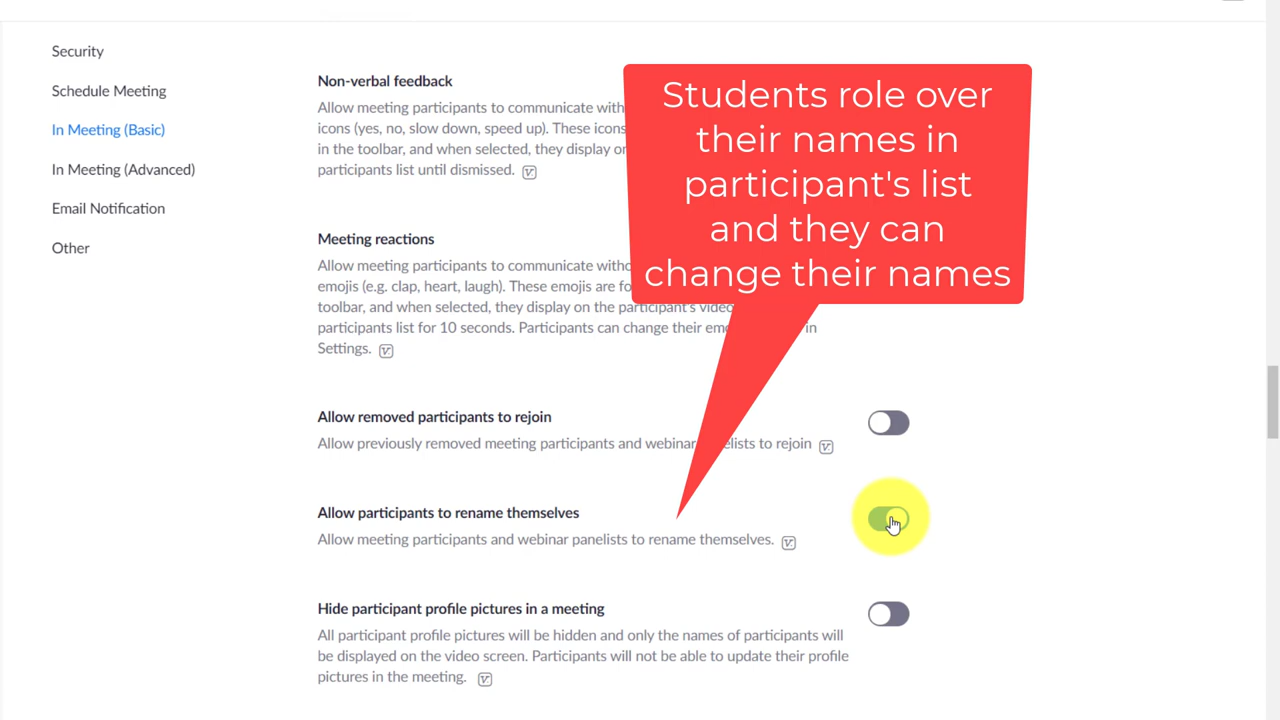 Security
Schedule Meeting
In Meeting (Basic)
In Meeting (Advanced)
Email Notification
Other
Non-verbal feedback
Allow meeting participants to communicate with
icons (yes, no, slow down, speed up). These icons
in the toolbar, and when selected, they display on
participants list until dismissed.
Meeting reactions
Allow meeting participants to communicate
emojis (e.g. clap, heart, laugh). These emojis are
toolbar, and when selected, they display on the participant's video
participants list for 10 seconds. Participants can change their in
Settings.
Students role over
their names in
participant's list
and they can
change their names
Allow removed participants to rejoin
Allow previously removed meeting participants and webinar to rejoin
Allow participants to rename themselves
Allow meeting participants and webinar panelists to rename themselves.
Hide participant profile pictures in a meeting
All participant profile pictures will be hidden and only the names of participants will
be displayed on the video screen. Participants will not be able to update their profile
pictures in the meeting.